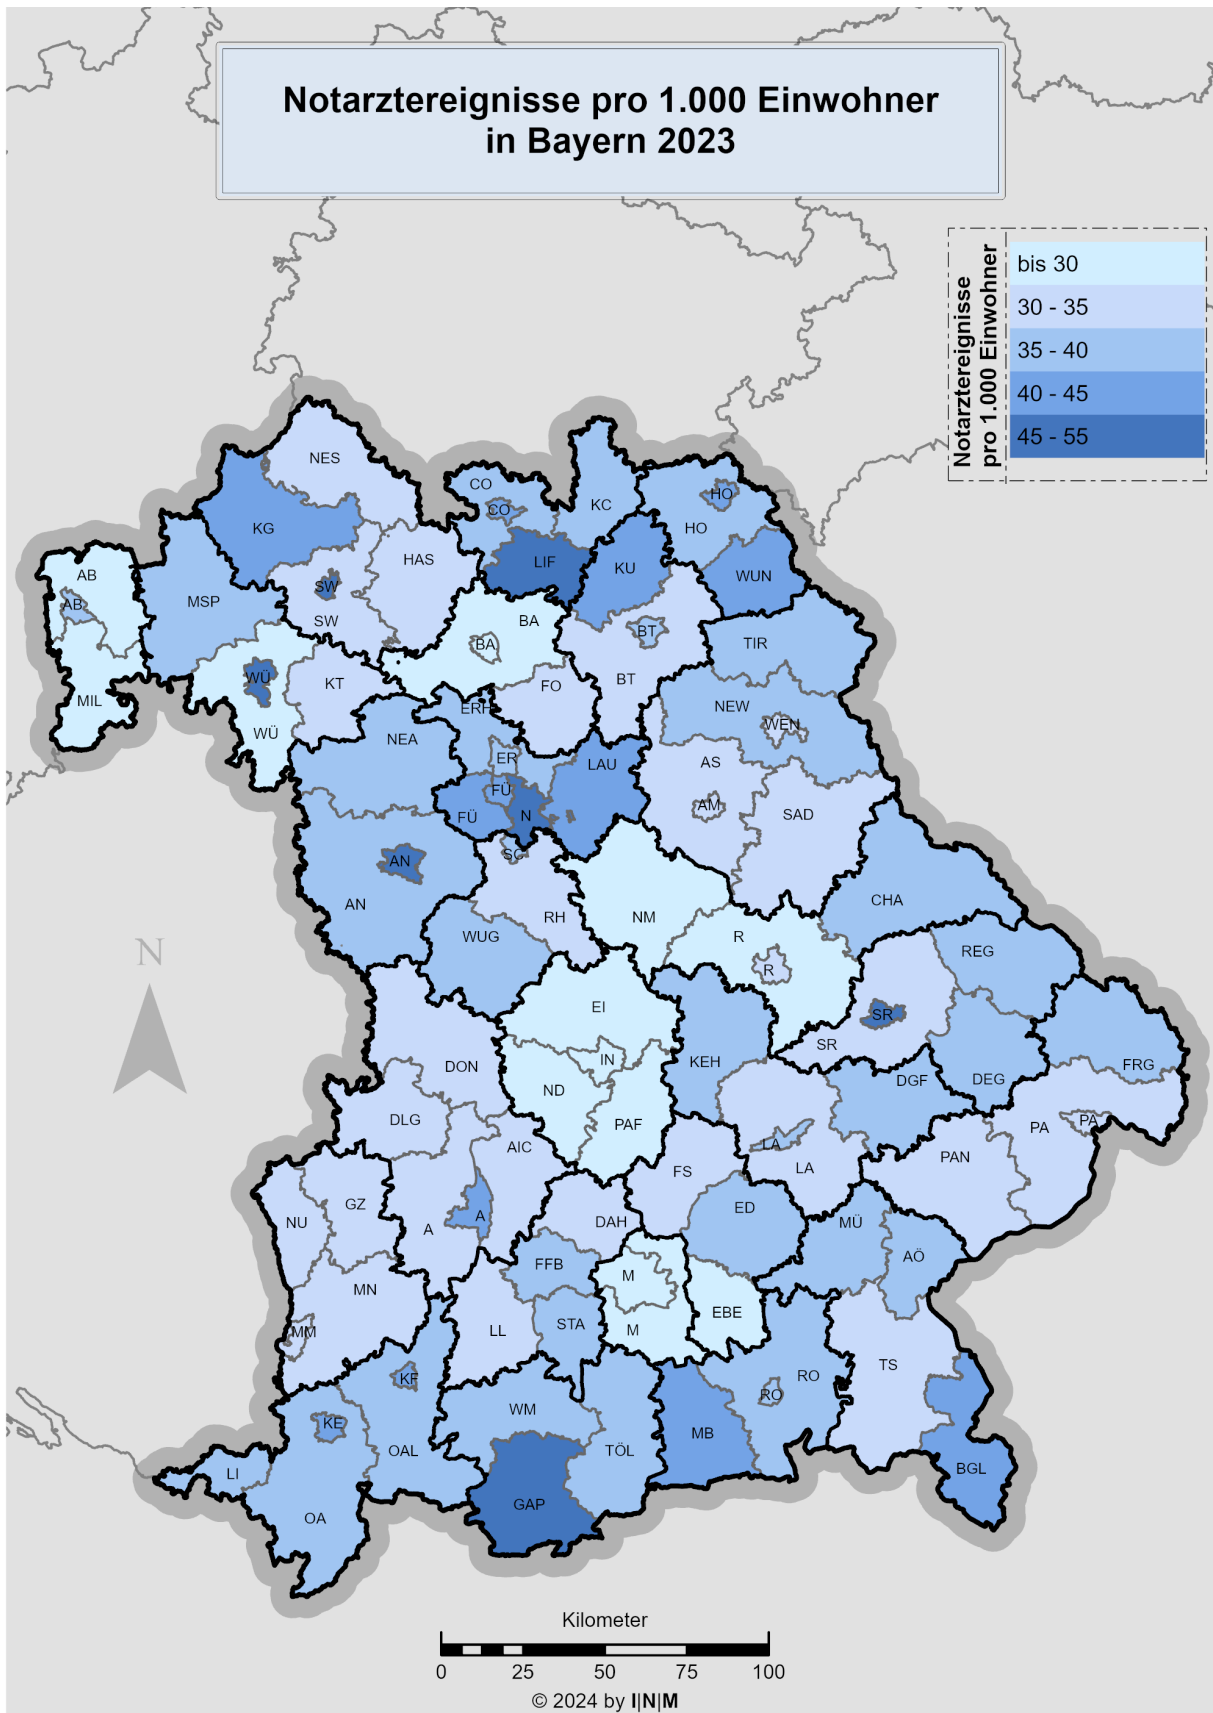 Notarztereignisse pro 1.000 Einwohner
in Bayern 2023
Notarztereignisse
pro 1.000 Einwohner
bis 30
30 - 35
35 - 40
40 - 45
45 - 55
NES
CO
CO
KC
HO
HO
KG
HAS
LIF
KU
WUN
AB
AB
MSP
SW
SW
BA
BA
BT
BT
TIR
MIL
WÜ
WÜ
KT
FO
ERH
NEW
WEN
NEA
ER
LAU
AS
FÜ
FÜ
N
AM
SAD
SC
AN
AN
RH
NM
CHA
WUG
R
R
REG
N
EI
SR
SR
IN
KEH
ND
DON
DGF
DEG
FRG
DLG
PAF
PA
PA
AIC
LA
LA
PAN
FS
GZ
NU
A
A
DAH
ED
MÜ
AÖ
FFB
M
M
MN
EBE
MM
LL
STA
TS
RO
RO
KF
KE
WM
MB
OAL
TÖL
LI
BGL
GAP
OA
Kilometer
0 25 50 75 100
© 2024 by I|N|M